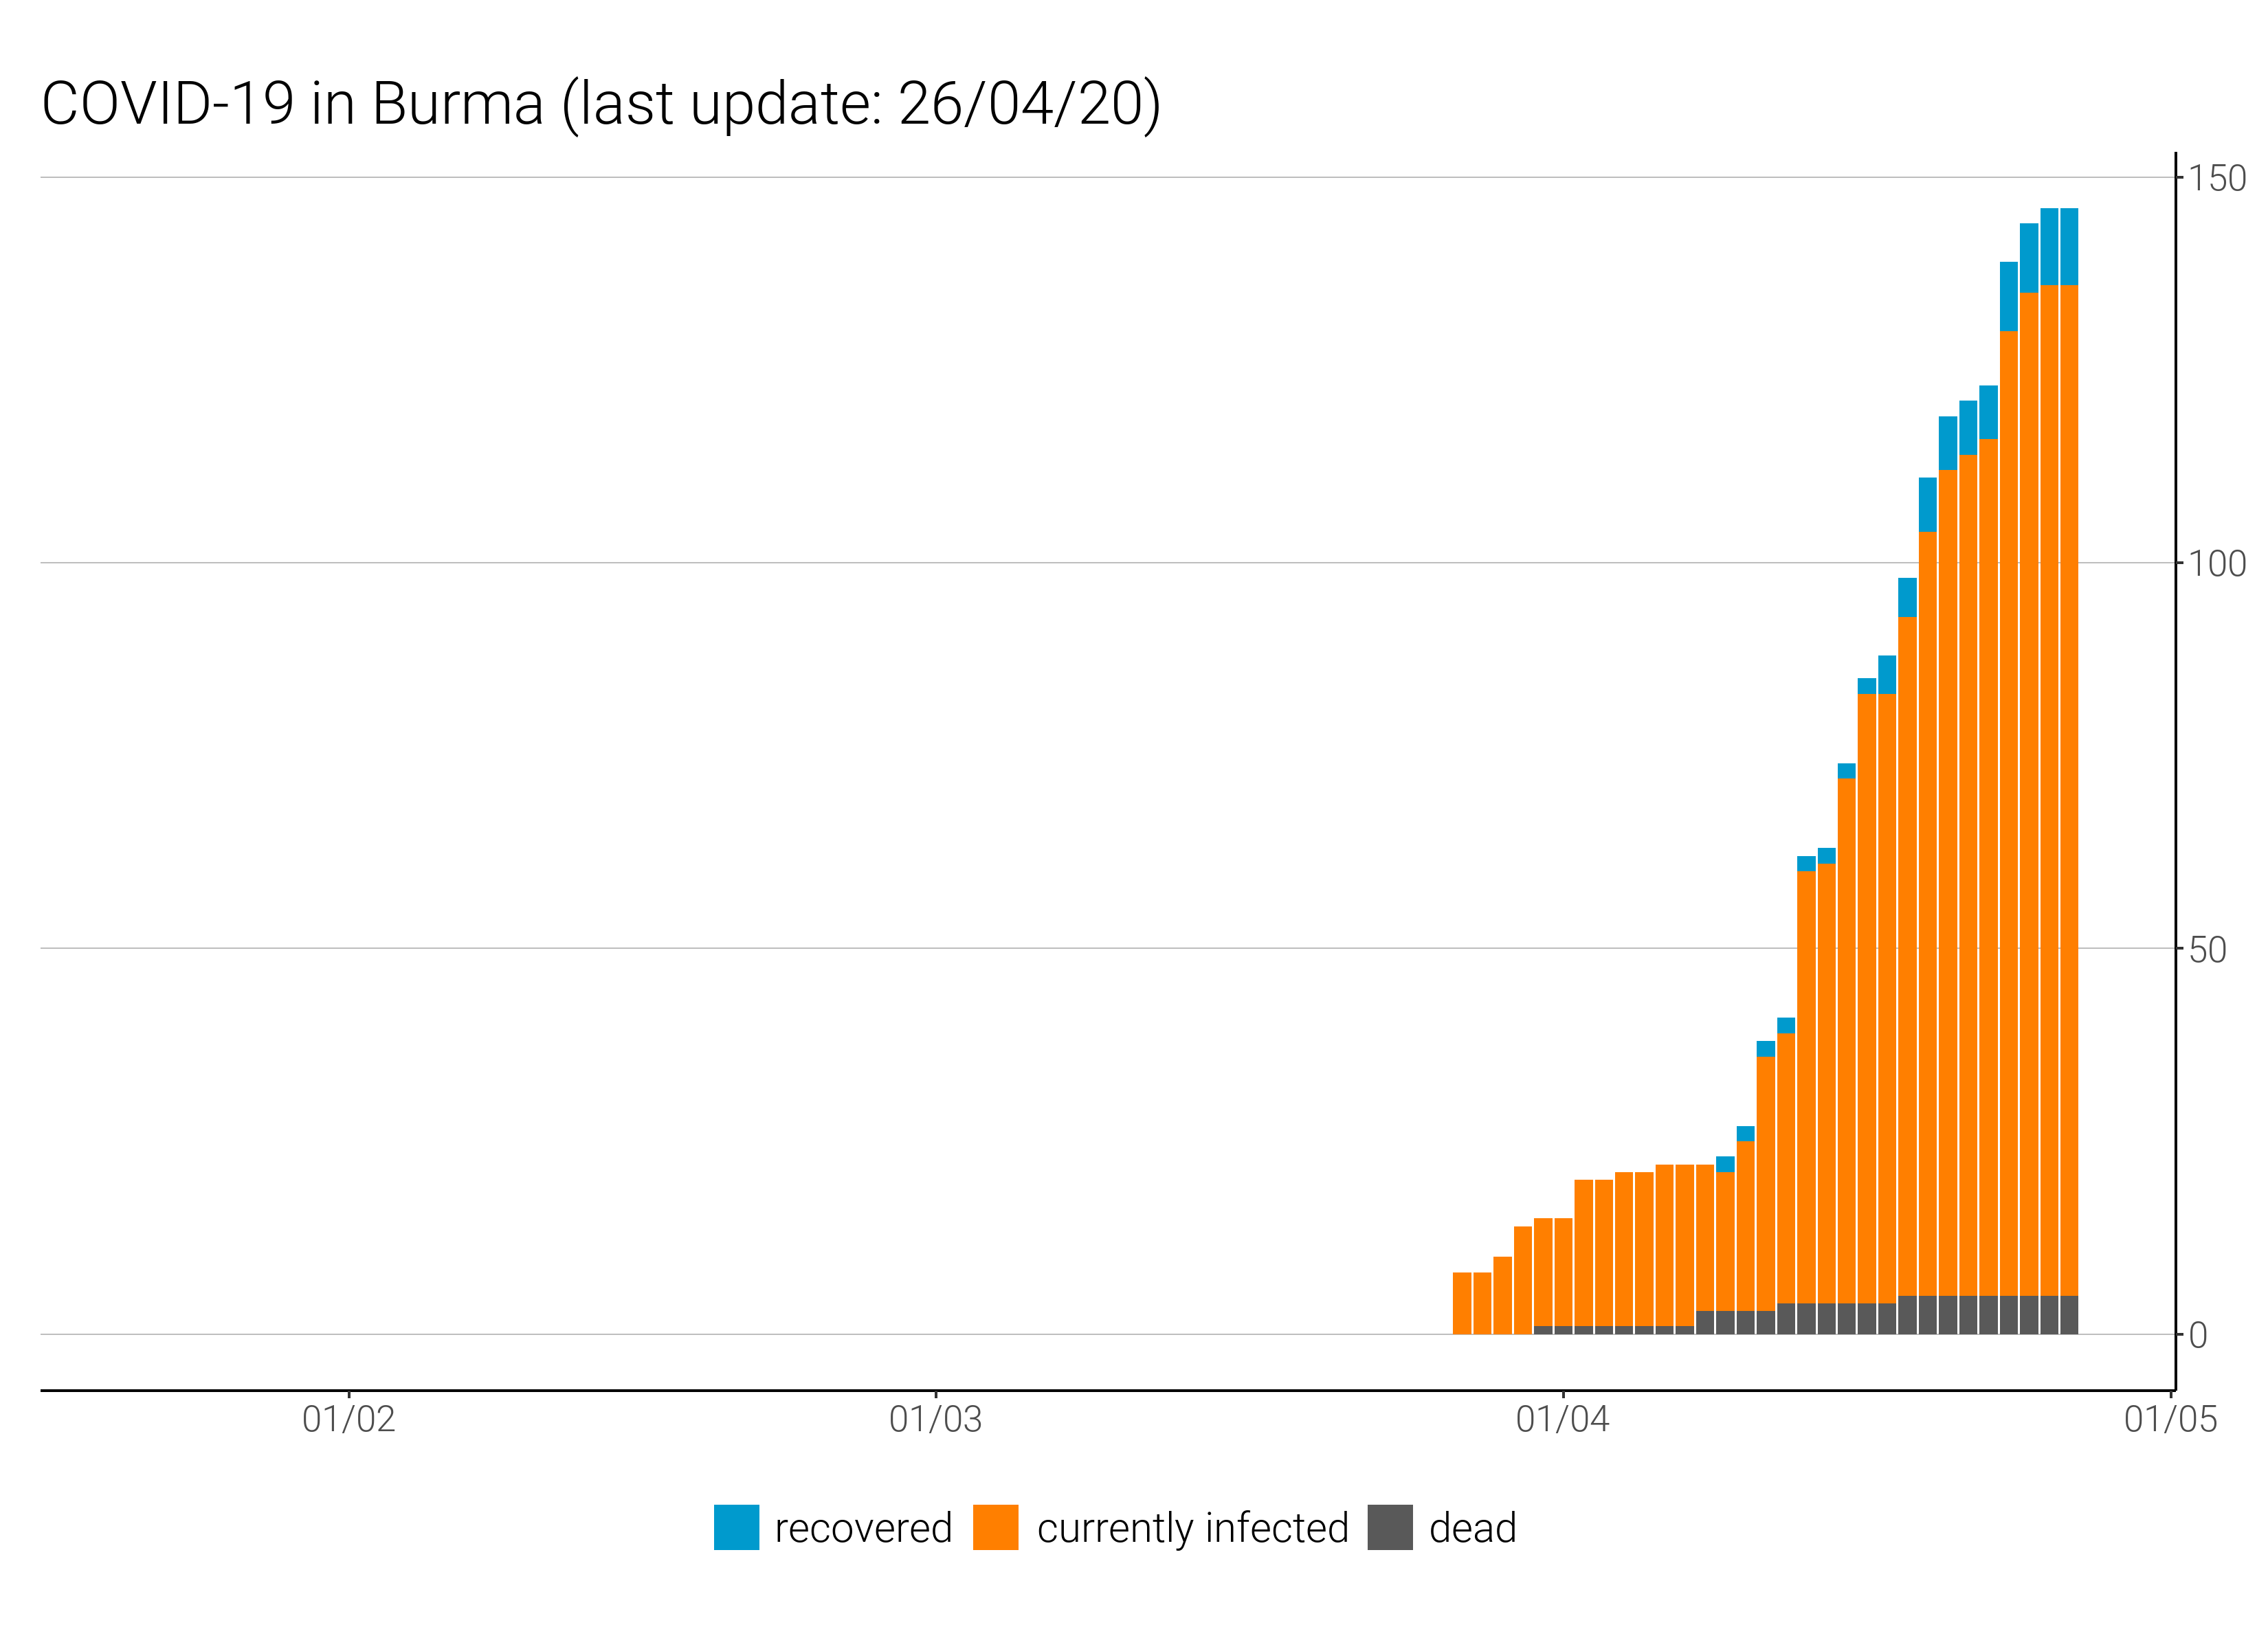 COVID-19 in Burma (last update: 26/04/20)
150
100
50
0
01/02 01/03 01/04 01/05
recovered currently infected dead